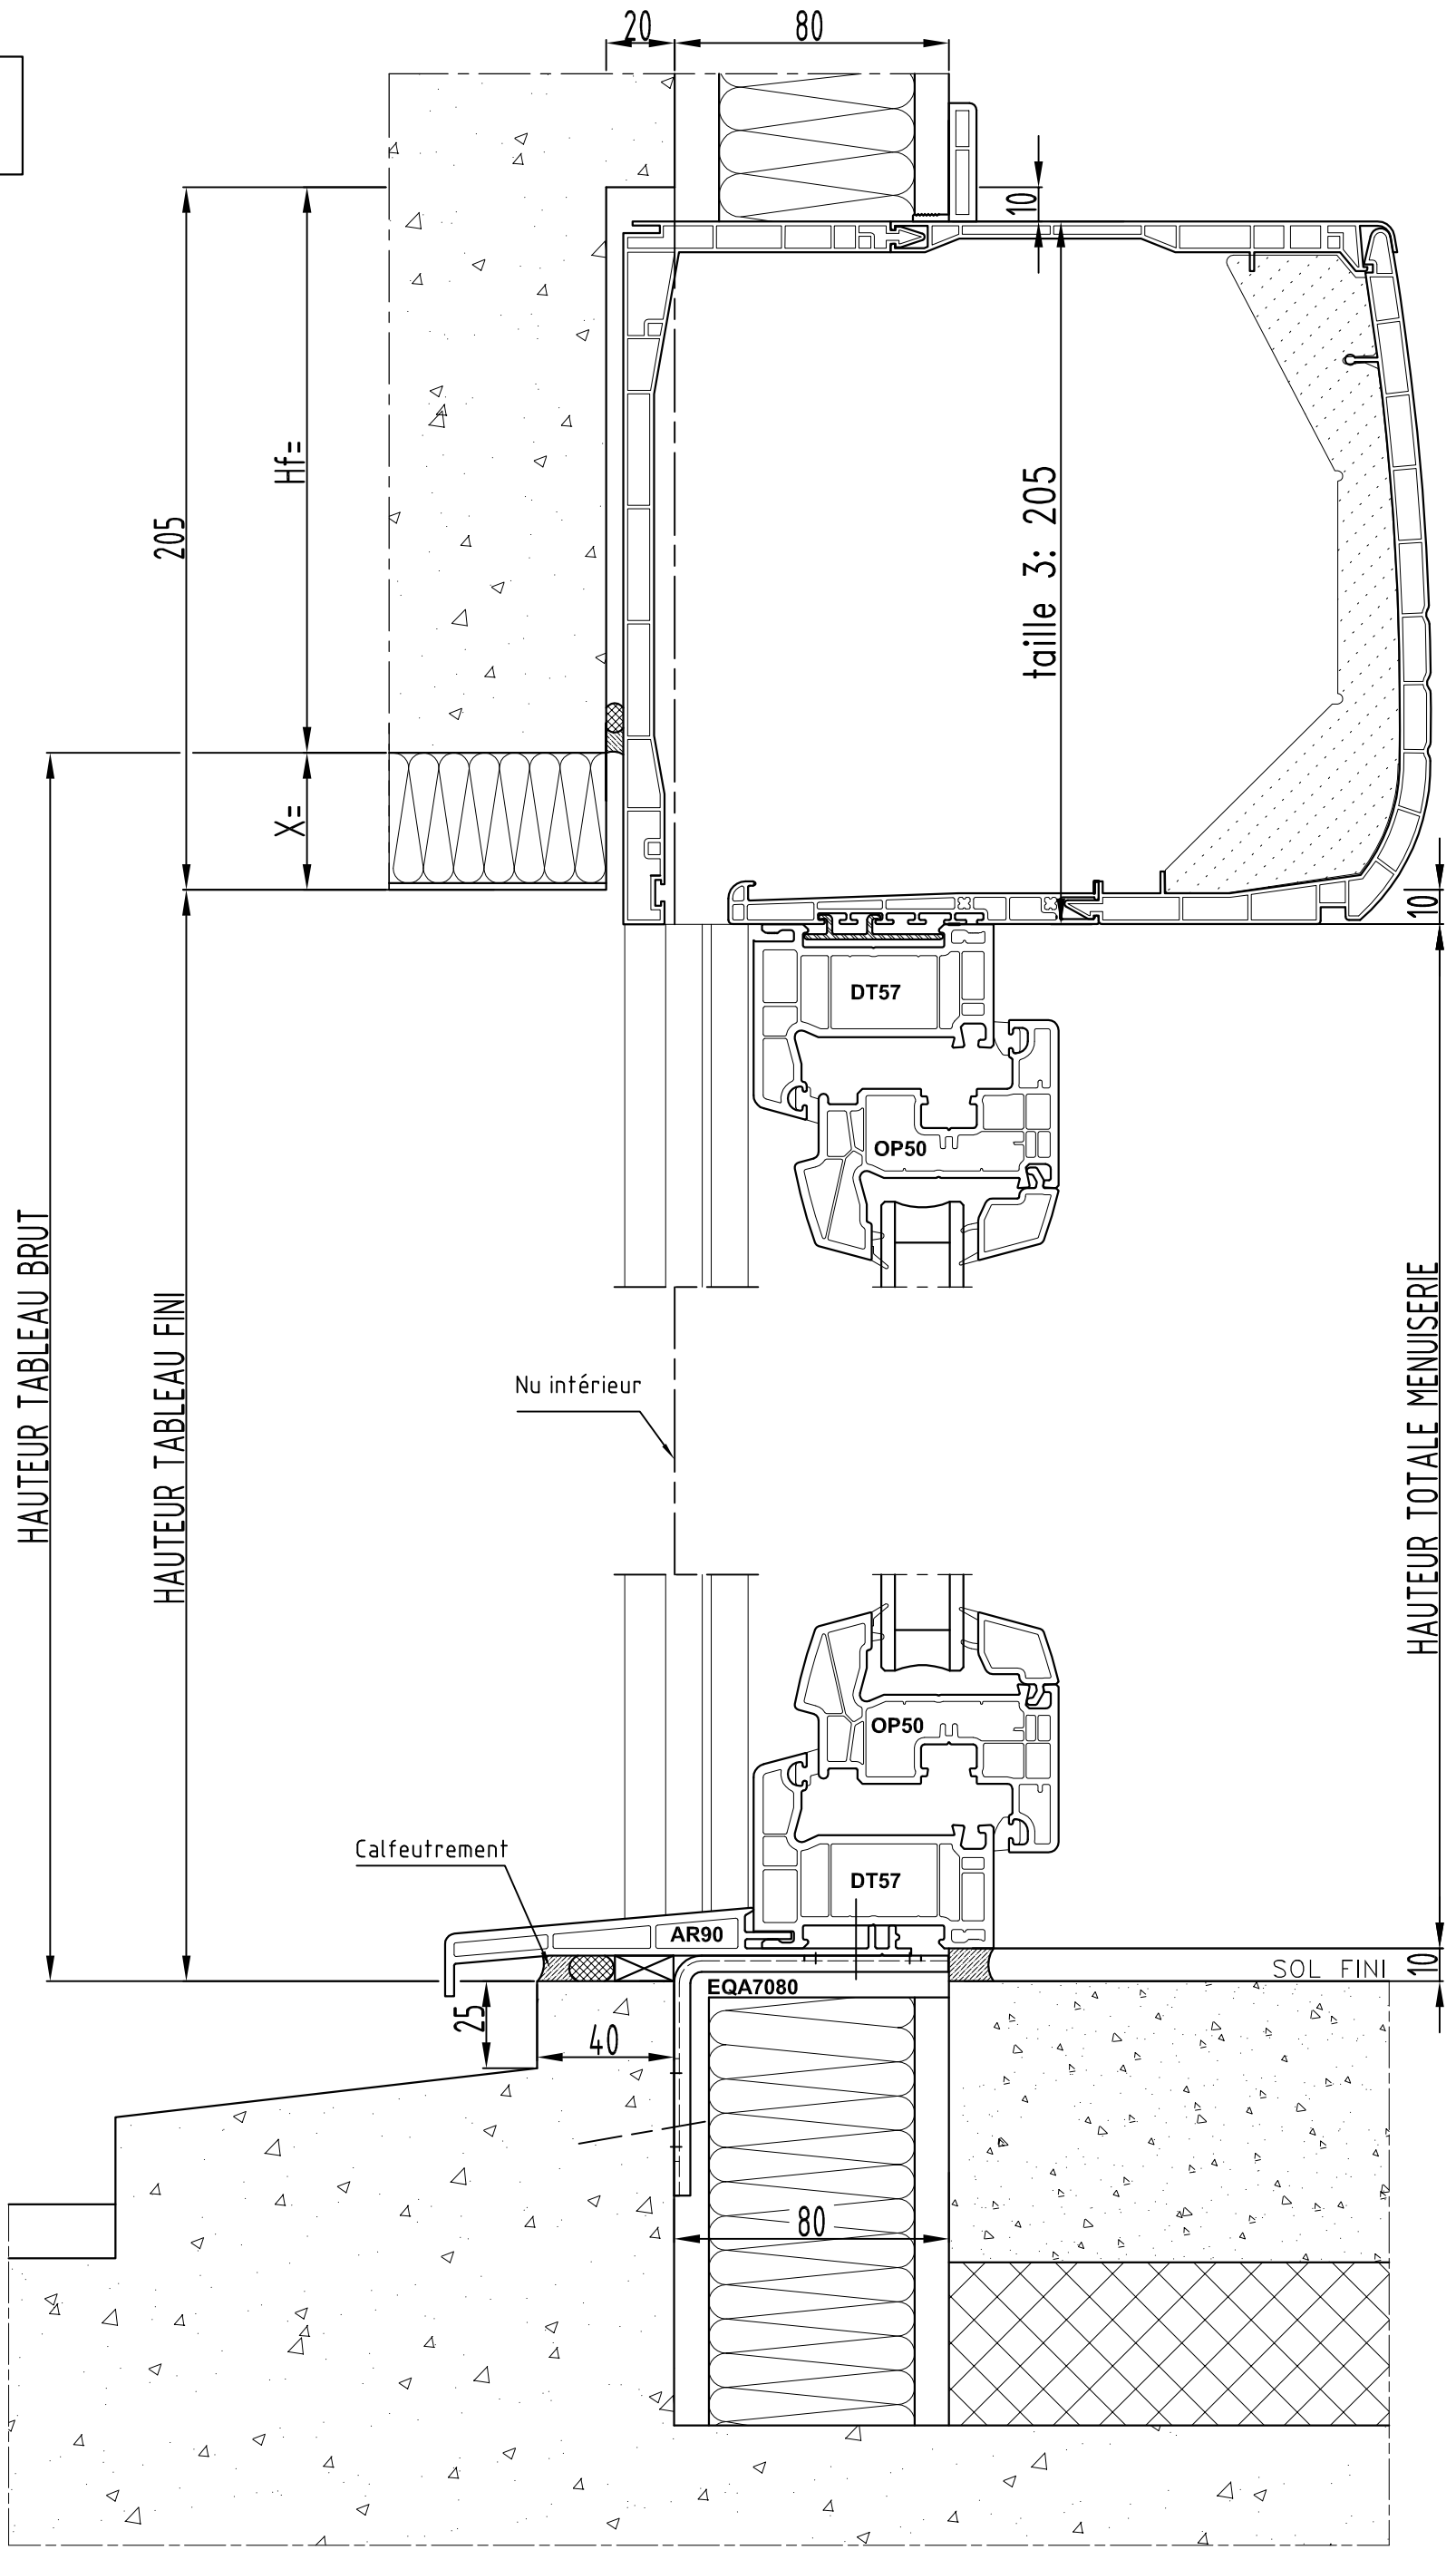 20
80
10
Hf=
205
taille 3: 205
X=
10
DT57
OP50
HAUTEUR TABLEAU BRUT
HAUTEUR TABLEAU FINI
HAUTEUR TOTALE MENUISERIE
Nu intérieur
OP50
Calfeutrement
DT57
AR90
SOL FINI
10
EQA7080
25
40
80